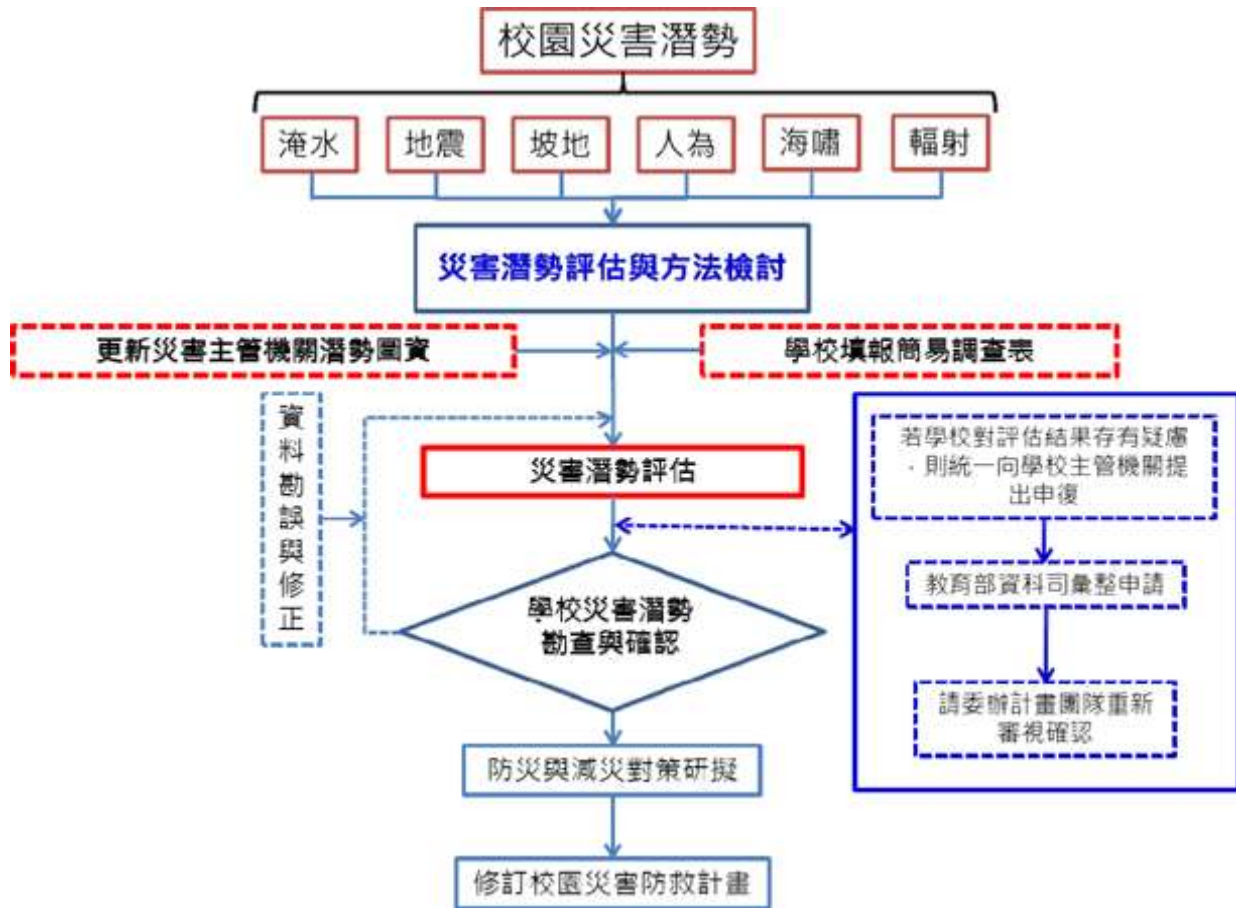 校園災害潛勢
淹水
地震
坡地
人為
海嘯
輻射
災害潛勢評估與方法檢討
更新災害主管機關潛勢圖資
學校填報簡易調查表
資料勘誤與修正
若學校對評估結果存有疑慮
，則統一向學校主管機關提
出申復
災害潛勢評估
教育部資科司彙整申請
學校災害潛勢
勘查與確認
請委辦計畫團隊重新
審視確認
防災與減災對策研擬
修訂校園災害防救計畫